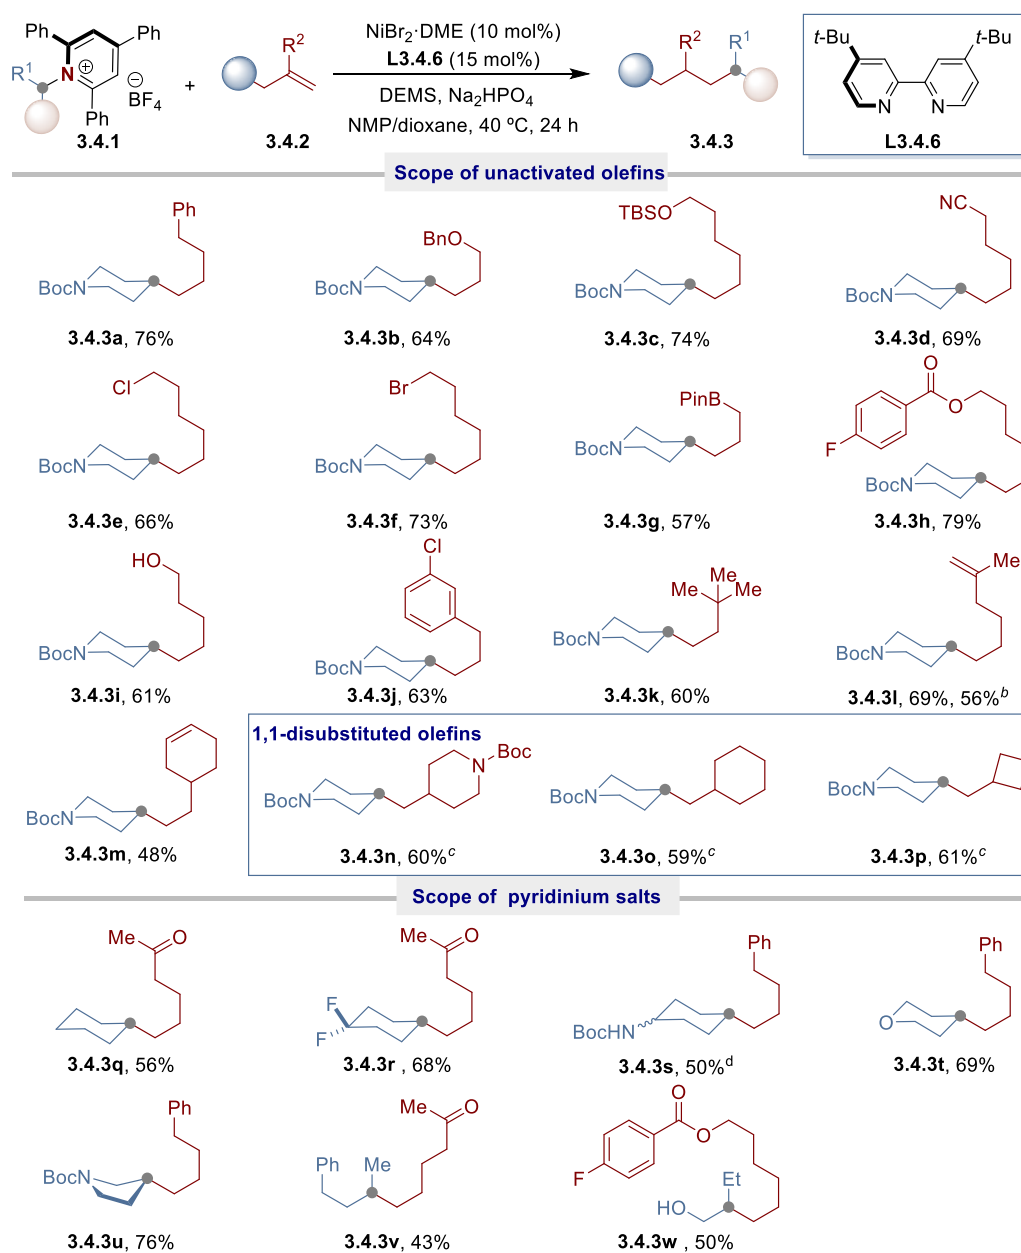 Ph
Ph
R1
N
⊕
⊖
BF4
Ph
3.4.1
+
R2
3.4.2
NiBr2·DME (10 mol%)
L3.4.6 (15 mol%)
DEMS, Na2HPO4
NMP/dioxane, 40 ºC, 24 h
R2
R1
3.4.3
t-Bu
t-Bu
N
N
L3.4.6
Scope of unactivated olefins
Ph
BocN
3.4.3a, 76%
BnO
BocN
3.4.3b, 64%
TBSO
BocN
3.4.3c, 74%
NC
BocN
3.4.3d, 69%
Cl
BocN
3.4.3e, 66%
Br
BocN
3.4.3f, 73%
PinB
BocN
3.4.3g, 57%
O
O
F
BocN
3.4.3h, 79%
HO
BocN
3.4.3i, 61%
Cl
BocN
3.4.3j, 63%
Me
Me
Me
BocN
3.4.3k, 60%
Me
BocN
3.4.3l, 69%, 56%b
BocN
3.4.3m, 48%
1,1-disubstituted olefins
Boc
N
BocN
3.4.3n, 60%c
BocN
3.4.3o, 59%c
BocN
3.4.3p, 61%c
Scope of pyridinium salts
Me
O
3.4.3q, 56%
Me
O
F
F
3.4.3r , 68%
Ph
BocHN
3.4.3s, 50%d
Ph
O
3.4.3t, 69%
Ph
BocN
3.4.3u, 76%
Me
O
Ph
Me
3.4.3v, 43%
O
O
F
Et
HO
3.4.3w , 50%